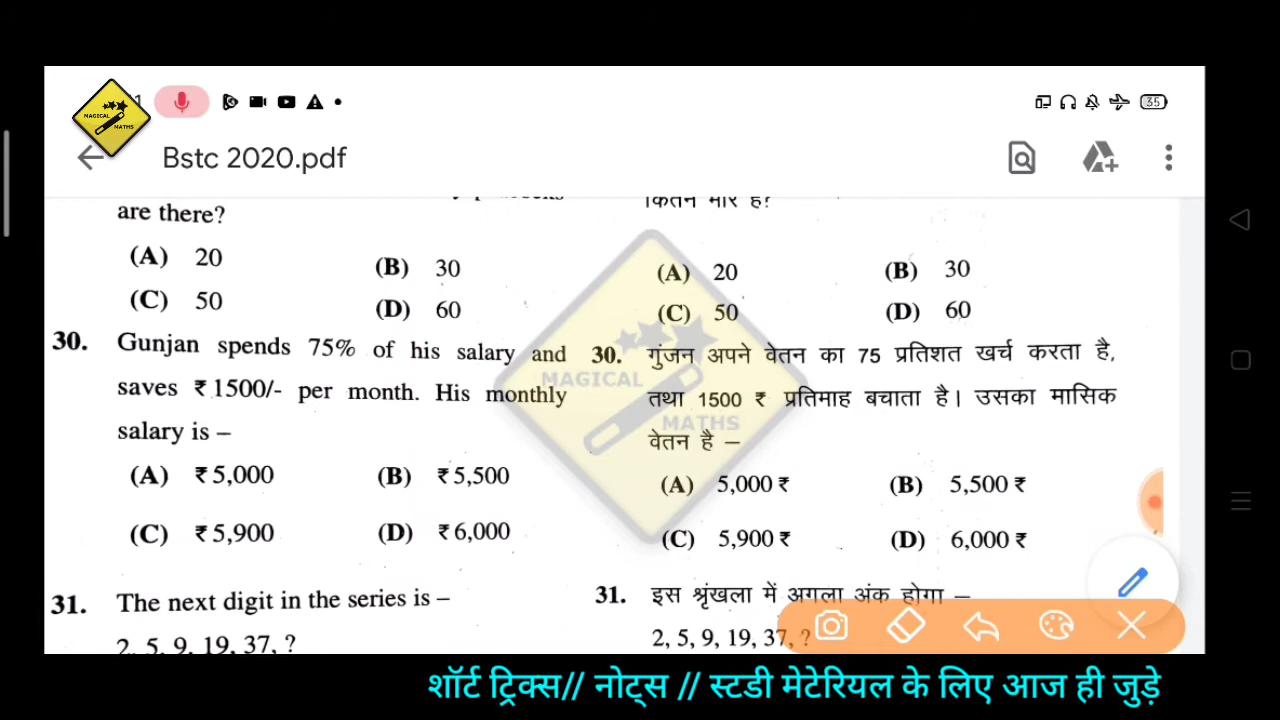 MAGICAL
MATHS
35
Bstc 2020.pdf
are there?
(A) 20
(B) 30
(C) 50
(D) 60
30. Gunjan spends 75% of his salary and
saves ₹ 1500/- per month. His monthly
salary is –
(A) ₹ 5,000
(B) ₹ 5,500
(C) ₹ 5,900
(D) ₹ 6,000
31. The next digit in the series is –
2, 5, 9, 19, 37, ?
(A) 20
(B) 30
(C) 50
(D) 60
30. गुंजन अपने वेतन का 75 प्रतिशत खर्च करता है,
तथा 1500 ₹ प्रतिमाह बचाता है। उसका मासिक
वेतन है –
(A) 5,000 ₹
(B) 5,500 ₹
(C) 5,900 ₹
(D) 6,000 ₹
31. इस श्रृंखला में अगला अंक होगा –
2, 5, 9, 19, 37, ?
MAGICAL
MATHS
शॉर्ट ट्रिक्स// नोट्स // स्टडी मेटेरियल के लिए आज ही जुड़े